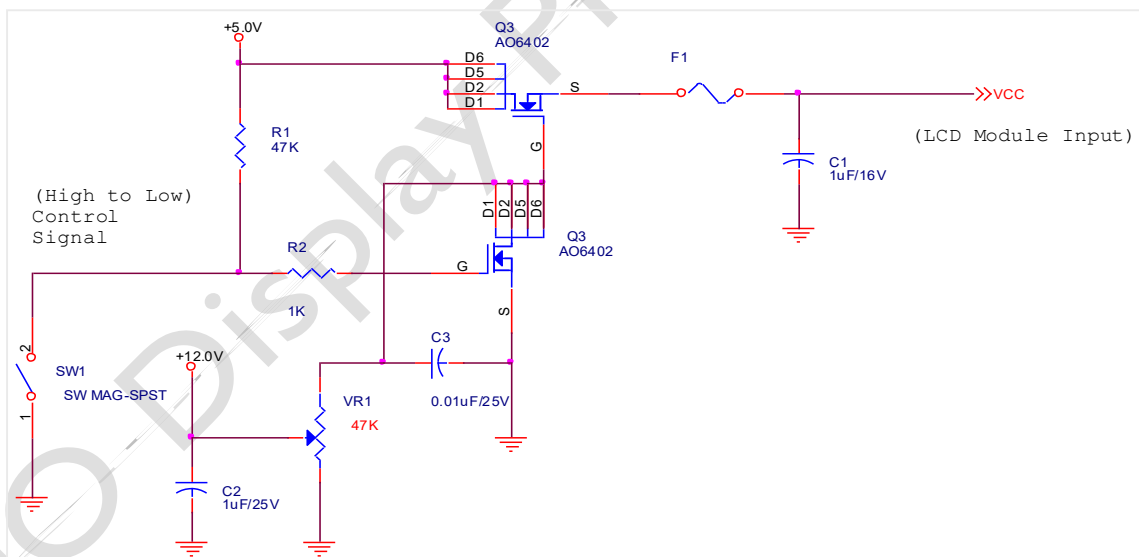 +5.0V
Q3
AO6402
D6
D5
D2
D1
S
G
F1
VCC
(LCD Module Input)
R1
47K
C1
1uF/16V
(High to Low)
Control
Signal
D1
D2
D5
D6
Q3
AO6402
R2
1K
G
S
+12.0V
C3
0.01uF/25V
2
SW1
SW MAG-SPST
1
VR1
47K
C2
1uF/25V
O Display